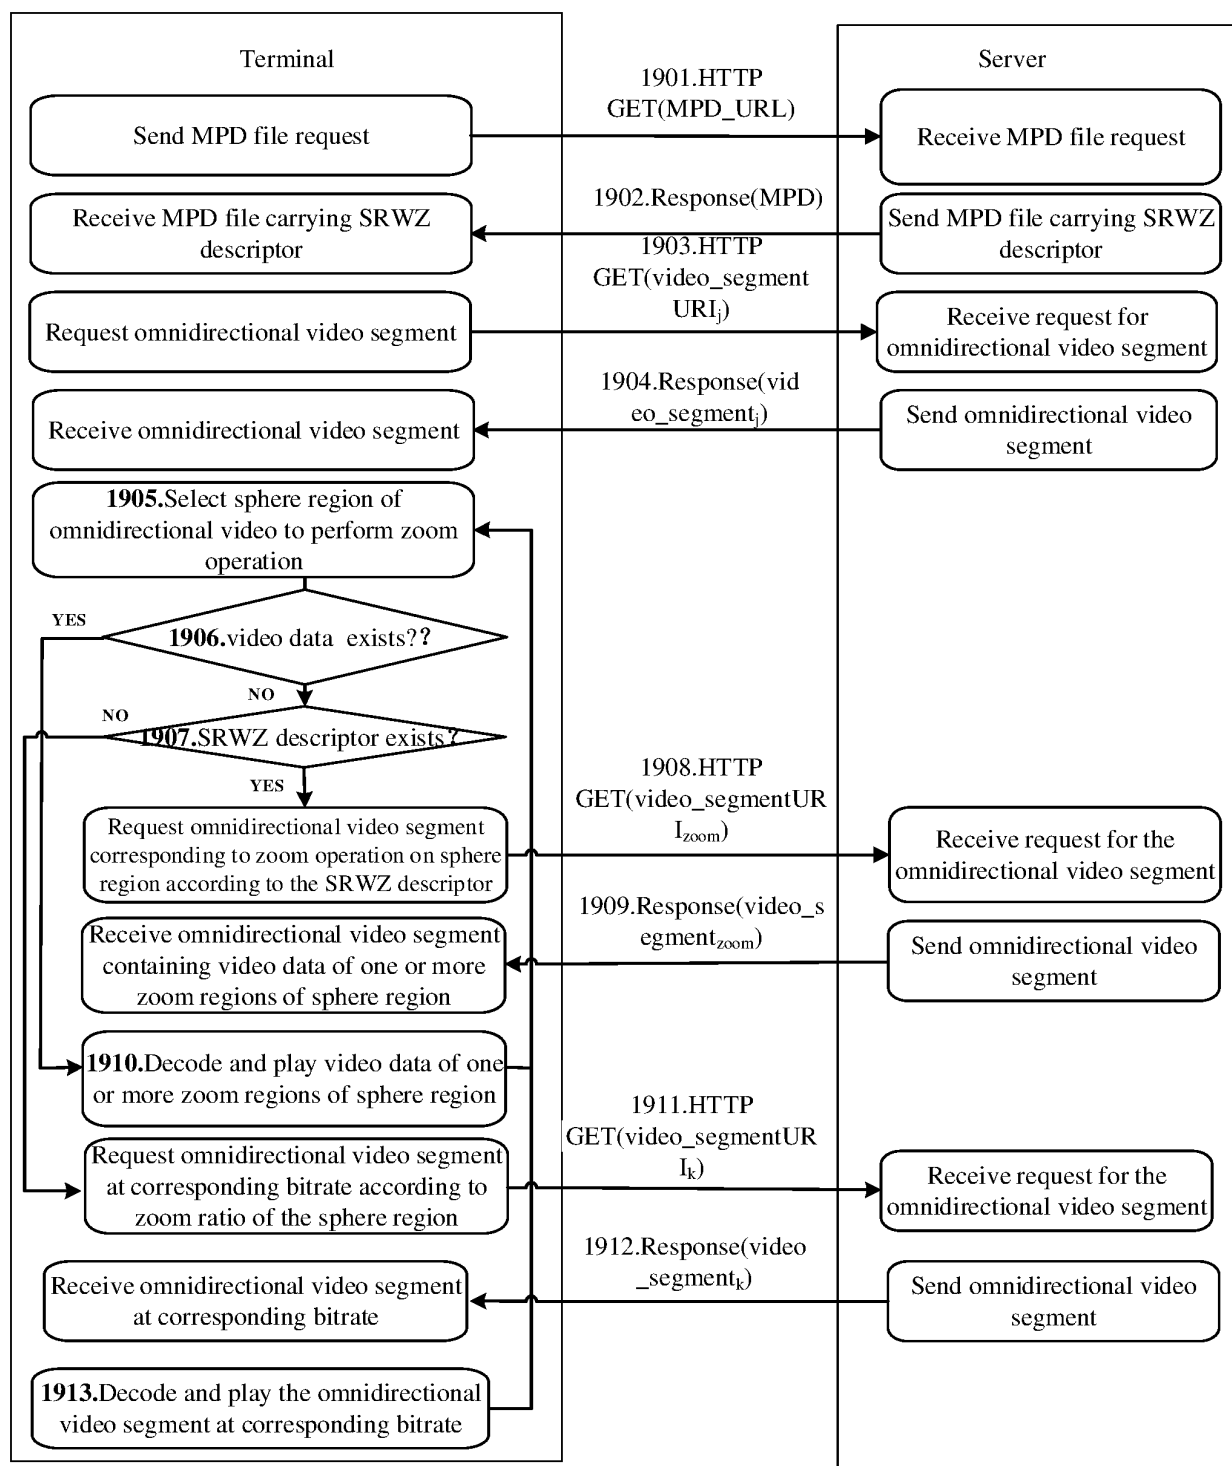 Terminal
Server
1901.HTTP
GET(MPD_URL)
Send MPD file request
Receive MPD file request
1902.Response(MPD)
Receive MPD file carrying SRWZ
descriptor
Send MPD file carrying SRWZ
descriptor
1903.HTTP
GET(video_segment
URIj)
Request omnidirectional video segment
Receive request for
omnidirectional video segment
1904.Response(vid
eo_segmentj)
Receive omnidirectional video segment
Send omnidirectional video
segment
1905.Select sphere region of
omnidirectional video to perform zoom
operation
YES
1906.video data exists??
NO
NO
1907.SRWZ descriptor exists?
YES
1908.HTTP
GET(video_segmentUR
Izoom)
Request omnidirectional video segment
corresponding to zoom operation on sphere
region according to the SRWZ descriptor
Receive request for the
omnidirectional video segment
1909.Response(video_s
egmentzoom)
Receive omnidirectional video segment
containing video data of one or more
zoom regions of sphere region
Send omnidirectional video
segment
1910.Decode and play video data of one
or more zoom regions of sphere region
1911.HTTP
GET(video_segmentUR
Ik)
Request omnidirectional video segment
at corresponding bitrate according to
zoom ratio of the sphere region
Receive request for the
omnidirectional video segment
1912.Response(video
_segmentk)
Receive omnidirectional video segment
at corresponding bitrate
Send omnidirectional video
segment
1913.Decode and play the omnidirectional
video segment at corresponding bitrate